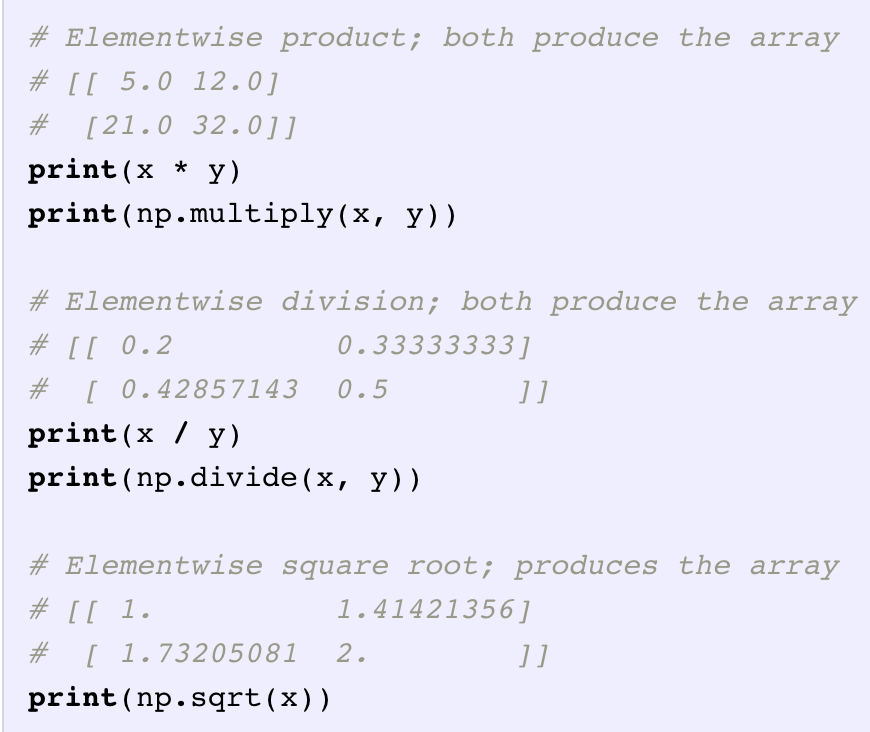 # Elementwise product; both produce the array
# [[ 5.0 12.0]
#  [21.0 32.0]]
print(x * y)
print(np.multiply(x, y))

# Elementwise division; both produce the array
# [[ 0.2         0.33333333]
#  [ 0.42857143  0.5       ]]
print(x / y)
print(np.divide(x, y))

# Elementwise square root; produces the array
# [[ 1.          1.41421356]
#  [ 1.73205081  2.        ]]
print(np.sqrt(x))